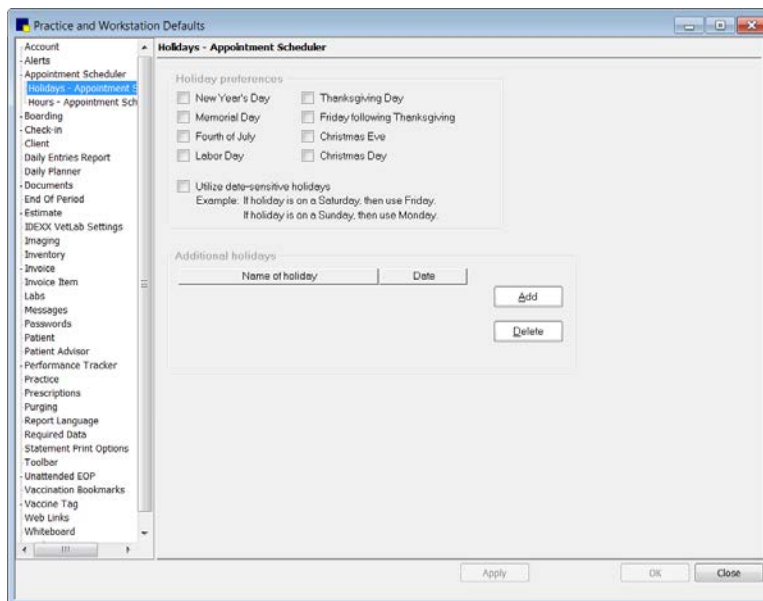 Practice and Workstation Defaults
Account
Alerts
Appointment Scheduler
Holidays - Appointment S
Hours - Appointment Sch
Boarding
Check-in
Client
Daily Entries Report
Daily Planner
Documents
End Of Period
Estimate
IDEXX VetLab Settings
Imaging
Inventory
Invoice
Invoice Item
Labs
Messages
Passwords
Patient
Patient Advisor
Performance Tracker
Practice
Prescriptions
Purging
Report Language
Required Data
Statement Print Options
Toolbar
Unattended EOP
Vaccination Bookmarks
Vaccine Tag
Web Links
Whiteboard
Holidays - Appointment Scheduler
Holiday preferences
New Year's Day
Memorial Day
Fourth of July
Labor Day
Thanksgiving Day
Friday following Thanksgiving
Christmas Eve
Christmas Day
Utilize date-sensitive holidays
Example: If holiday is on a Saturday, then use Friday.
If holiday is on a Sunday, then use Monday.
Additional holidays
Name of holiday Date
Add
Delete
Apply OK Close